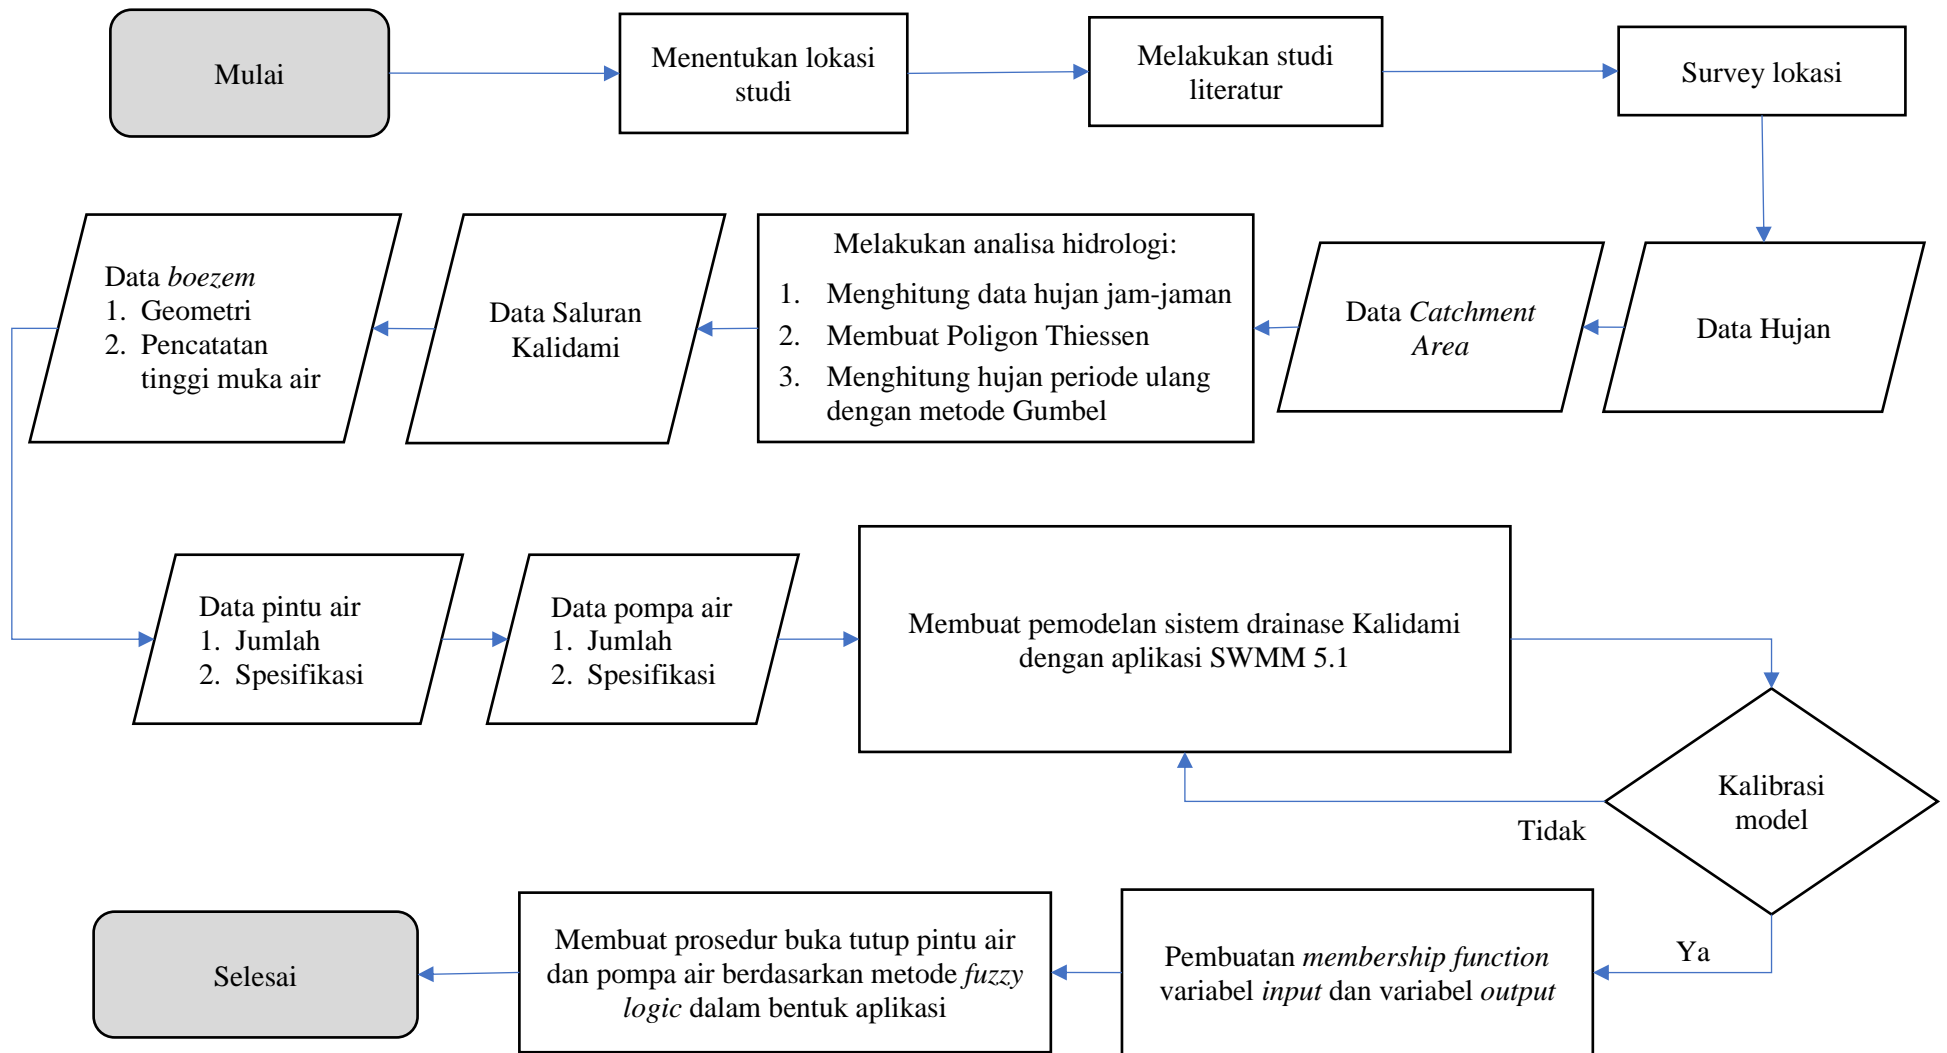 Mulai
Menentukan lokasi
studi
Melakukan studi
literatur
Survey lokasi
Data boezem
1. Geometri
2. Pencatatan
tinggi muka air
Data Saluran
Kalidami
Melakukan analisa hidrologi:
1. Menghitung data hujan jam-jaman
2. Membuat Poligon Thiessen
3. Menghitung hujan periode ulang
dengan metode Gumbel
Data Catchment
Area
Data Hujan
Data pintu air
1. Jumlah
2. Spesifikasi
Data pompa air
1. Jumlah
2. Spesifikasi
Membuat pemodelan sistem drainase Kalidami
dengan aplikasi SWMM 5.1
Kalibrasi
model
Tidak
Ya
Selesai
Membuat prosedur buka tutup pintu air
dan pompa air berdasarkan metode fuzzy
logic dalam bentuk aplikasi
Pembuatan membership function
variabel input dan variabel output